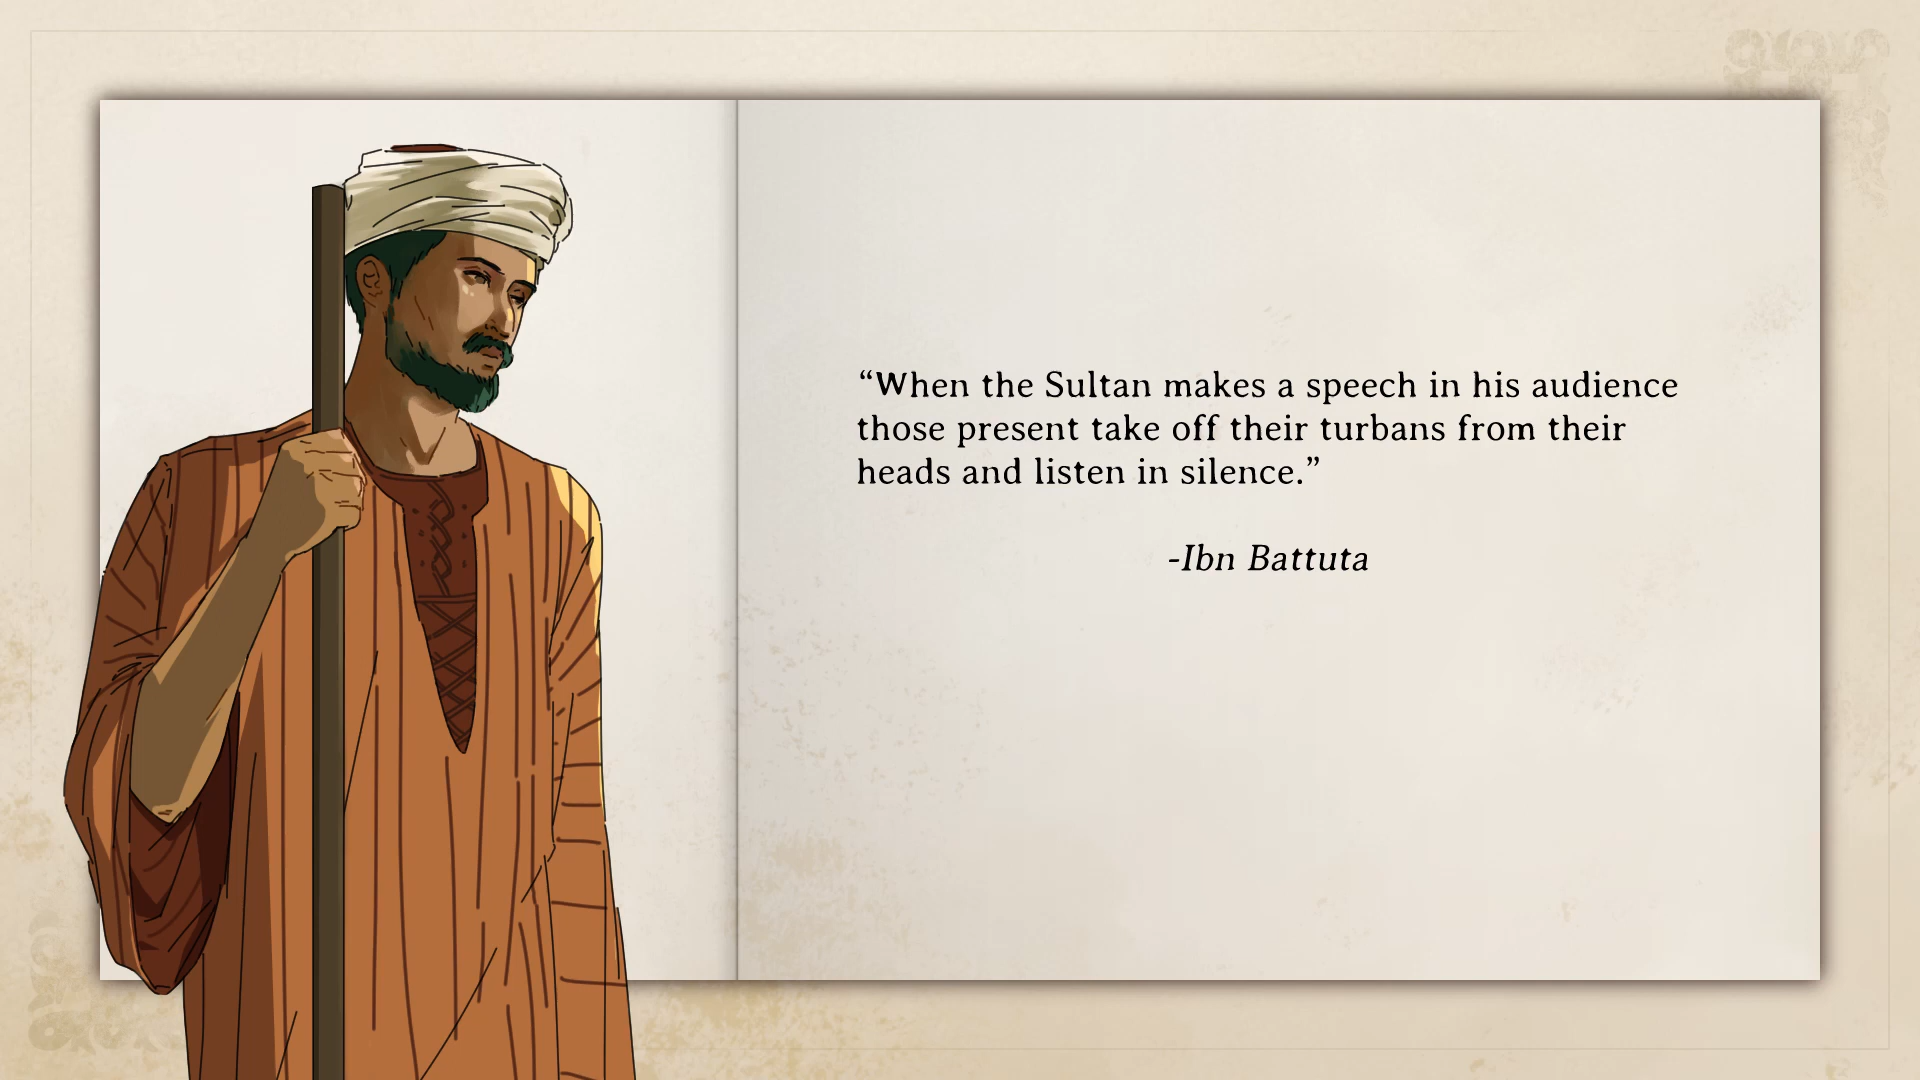 “When the Sultan makes a speech in his audience
those present take off their turbans from their
heads and listen in silence.”
-Ibn Battuta